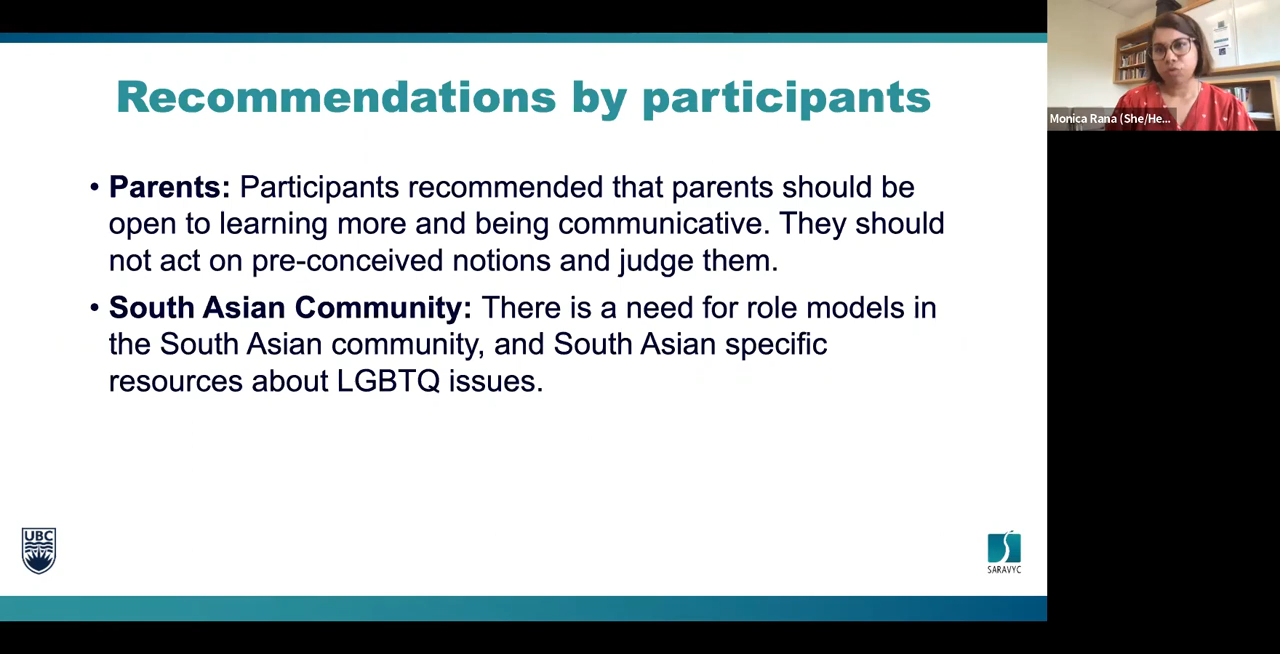 Recommendations by participants
• Parents: Participants recommended that parents should be
open to learning more and being communicative. They should
not act on pre-conceived notions and judge them.
• South Asian Community: There is a need for role models in
the South Asian community, and South Asian specific
resources about LGBTQ issues.
UBC
SARAVYC
Monica Rana (She/He...